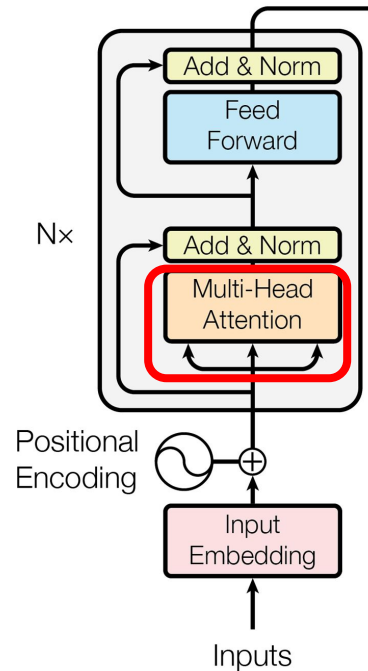 Add & Norm
Feed
Forward
N×
Add & Norm
Multi-Head
Attention
Positional
Encoding
Input
Embedding
Inputs